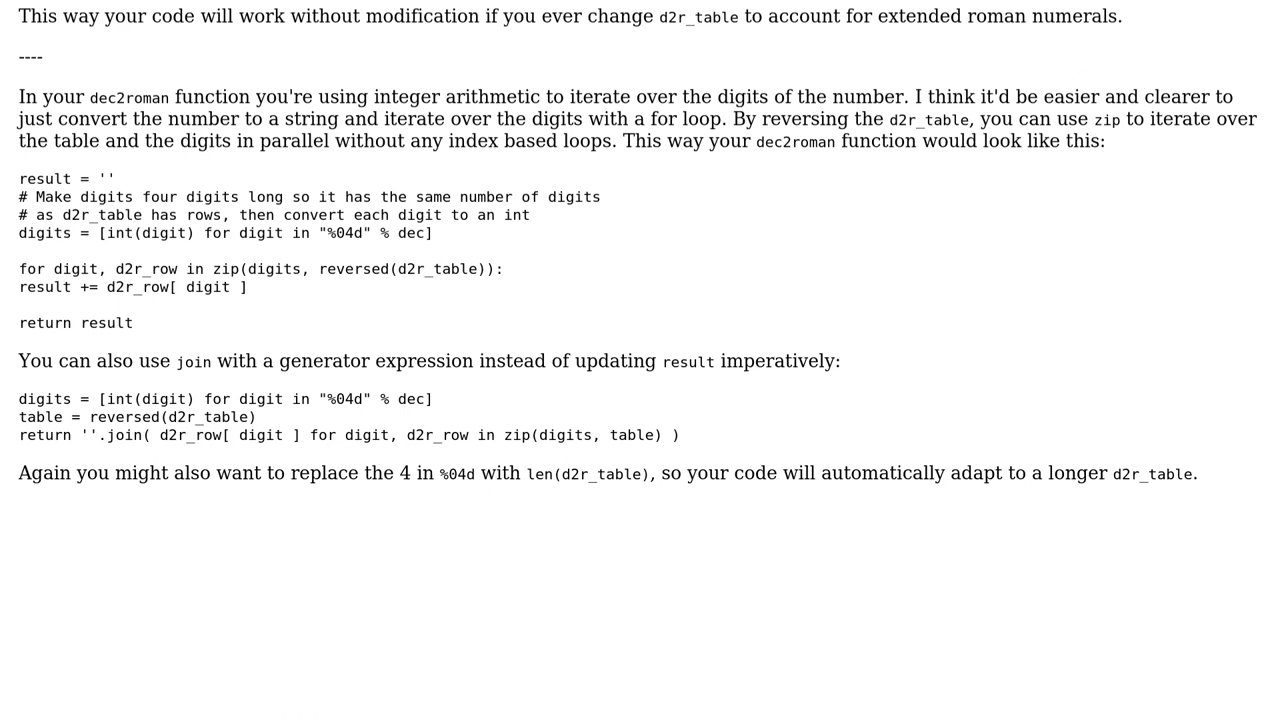 This way your code will work without modification if you ever change d2r_table to account for extended roman numerals.
----
In your dec2roman function you're using integer arithmetic to iterate over the digits of the number. I think it'd be easier and clearer to
just convert the number to a string and iterate over the digits with a for loop. By reversing the d2r_table, you can use zip to iterate over
the table and the digits in parallel without any index based loops. This way your dec2roman function would look like this:
result = ''
# Make digits four digits long so it has the same number of digits
# as d2r_table has rows, then convert each digit to an int
digits = [int(digit) for digit in "%04d" % dec]
for digit, d2r_row in zip(digits, reversed(d2r_table)):
result += d2r_row[ digit ]
return result
You can also use join with a generator expression instead of updating result imperatively:
digits = [int(digit) for digit in "%04d" % dec]
table = reversed(d2r_table)
return ''.join( d2r_row[ digit ] for digit, d2r_row in zip(digits, table) )
Again you might also want to replace the 4 in %04d with len(d2r_table), so your code will automatically adapt to a longer d2r_table.